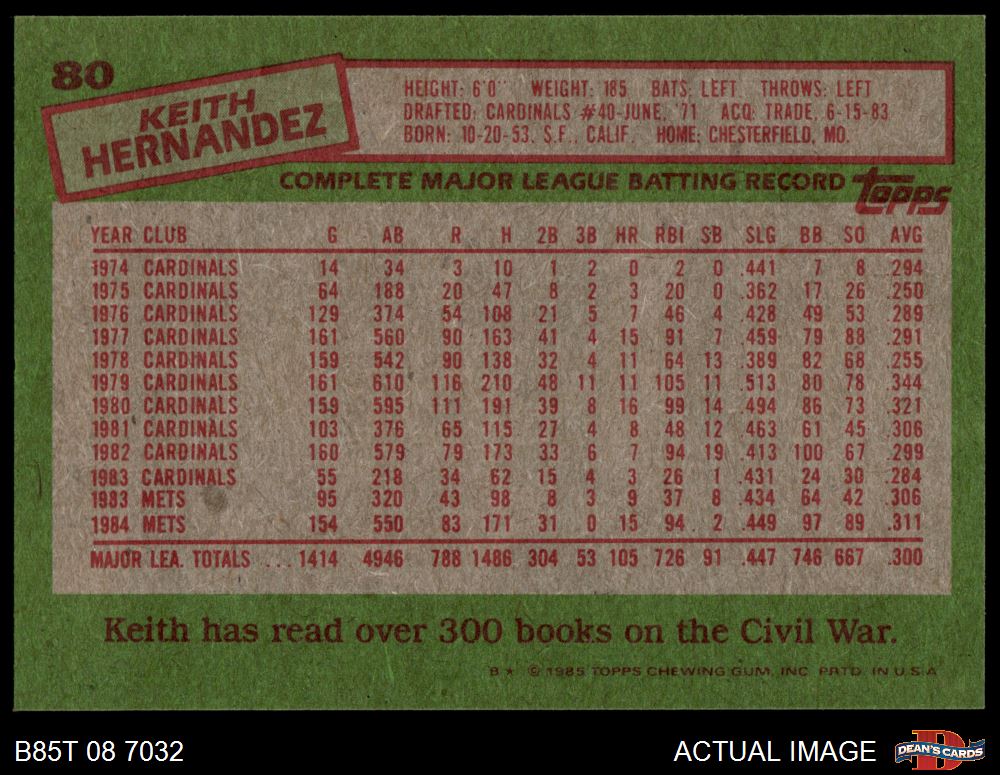 80
KEITH
HERNANDEZ
HEIGHT: 6'0" WEIGHT: 185 BATS: LEFT THROWS: LEFT
DRAFTED: CARDINALS #40-JUNE, '71 ACQ: TRADE, 6-15-83
BORN: 10-20-53, S.F., CALIF. HOME: CHESTERFIELD, MO.
COMPLETE MAJOR LEAGUE BATTING RECORD topps
YEAR CLUB G AB R H 2B 3B HR RBI SB SLG BB SO AVG
1974 CARDINALS 14 34 3 10 1 2 0 2 0 .441 7 8 .294
1975 CARDINALS 64 188 20 47 8 2 3 20 0 .362 17 26 .250
1976 CARDINALS 129 374 54 108 21 5 7 46 4 .428 49 53 .289
1977 CARDINALS 161 560 90 163 41 4 15 91 7 .459 79 88 .291
1978 CARDINALS 159 542 90 138 32 4 11 64 13 .389 82 68 .255
1979 CARDINALS 161 610 116 210 48 11 11 105 11 .513 80 78 .344
1980 CARDINALS 159 595 111 191 39 8 16 99 14 .494 86 73 .321
1981 CARDINALS 103 376 65 115 27 4 8 48 12 .463 61 45 .306
1982 CARDINALS 160 579 79 173 33 6 7 94 19 .413 100 67 .299
1983 CARDINALS 55 218 34 62 15 4 3 26 1 .431 24 30 .284
1983 METS 95 320 43 98 8 3 9 37 8 .434 64 42 .306
1984 METS 154 550 83 171 31 0 15 94 2 .449 97 89 .311
MAJOR LEA. TOTALS ... 1414 4946 788 1486 304 53 105 726 91 .447 746 667 .300
Keith has read over 300 books on the Civil War.
B★ © 1985 TOPPS CHEWING GUM, INC. PRTD. IN U.S.A.
B85T 08 7032 ACTUAL IMAGE DEAN'S CARDS